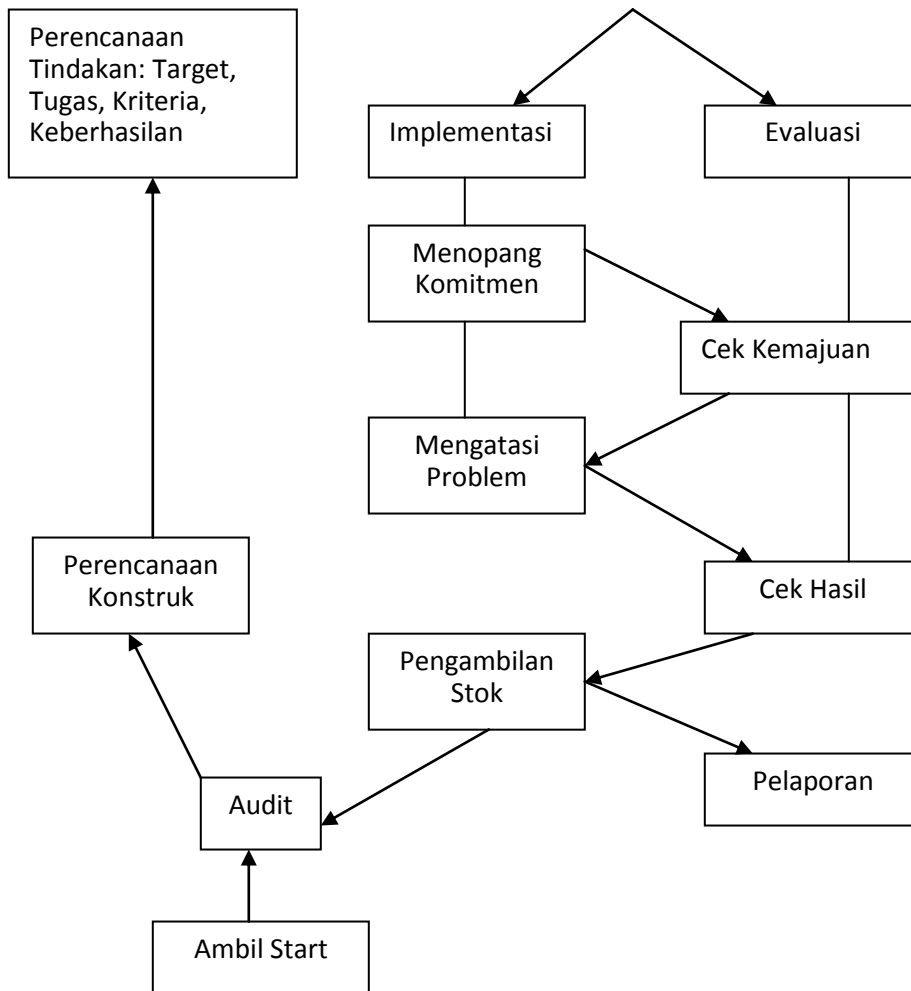 Perencanaan
Tindakan: Target,
Tugas, Kriteria,
Keberhasilan
Implementasi
Evaluasi
Menopang
Komitmen
Cek Kemajuan
Mengatasi
Problem
Perencanaan
Konstruk
Cek Hasil
Pengambilan
Stok
Pelaporan
Audit
Ambil Start